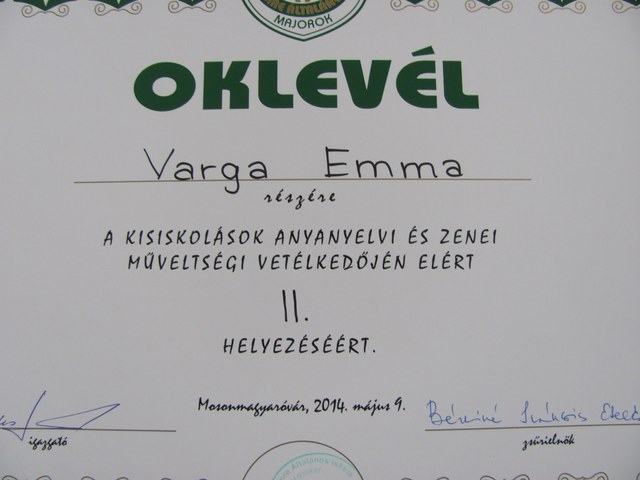 MAJOROK
OKLEVÉL
Varga Emma
részére
A KISISKOLÁSOK ANYANYELVI ÉS ZENEI
MŰVELTSÉGI VETÉLKEDŐJÉN ELÉRT
II.
HELYEZÉSÉÉRT.
Mosonmagyaróvár, 2014. május 9.
igazgató
zsűrielnök